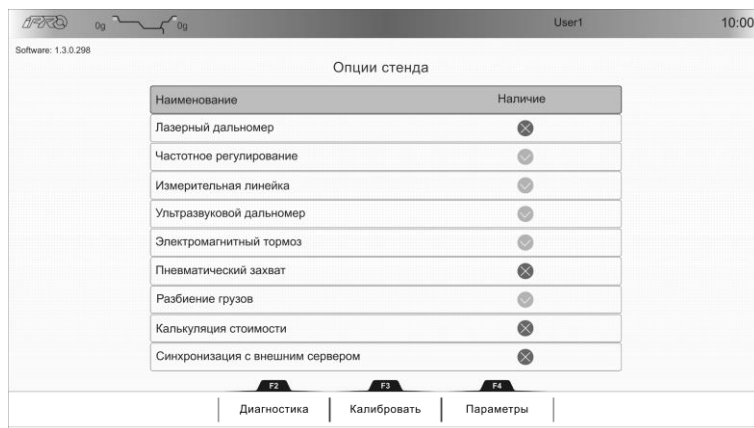 iPRO 0g 0g User1 10:00
Software: 1.3.0.298
Опции стенда
Наименование Наличие
Лазерный дальномер
Частотное регулирование
Измерительная линейка
Ультразвуковой дальномер
Электромагнитный тормоз
Пневматический захват
Разбиение грузов
Калькуляция стоимости
Синхронизация с внешним сервером
F2 F3 F4
Диагностика Калибровать Параметры